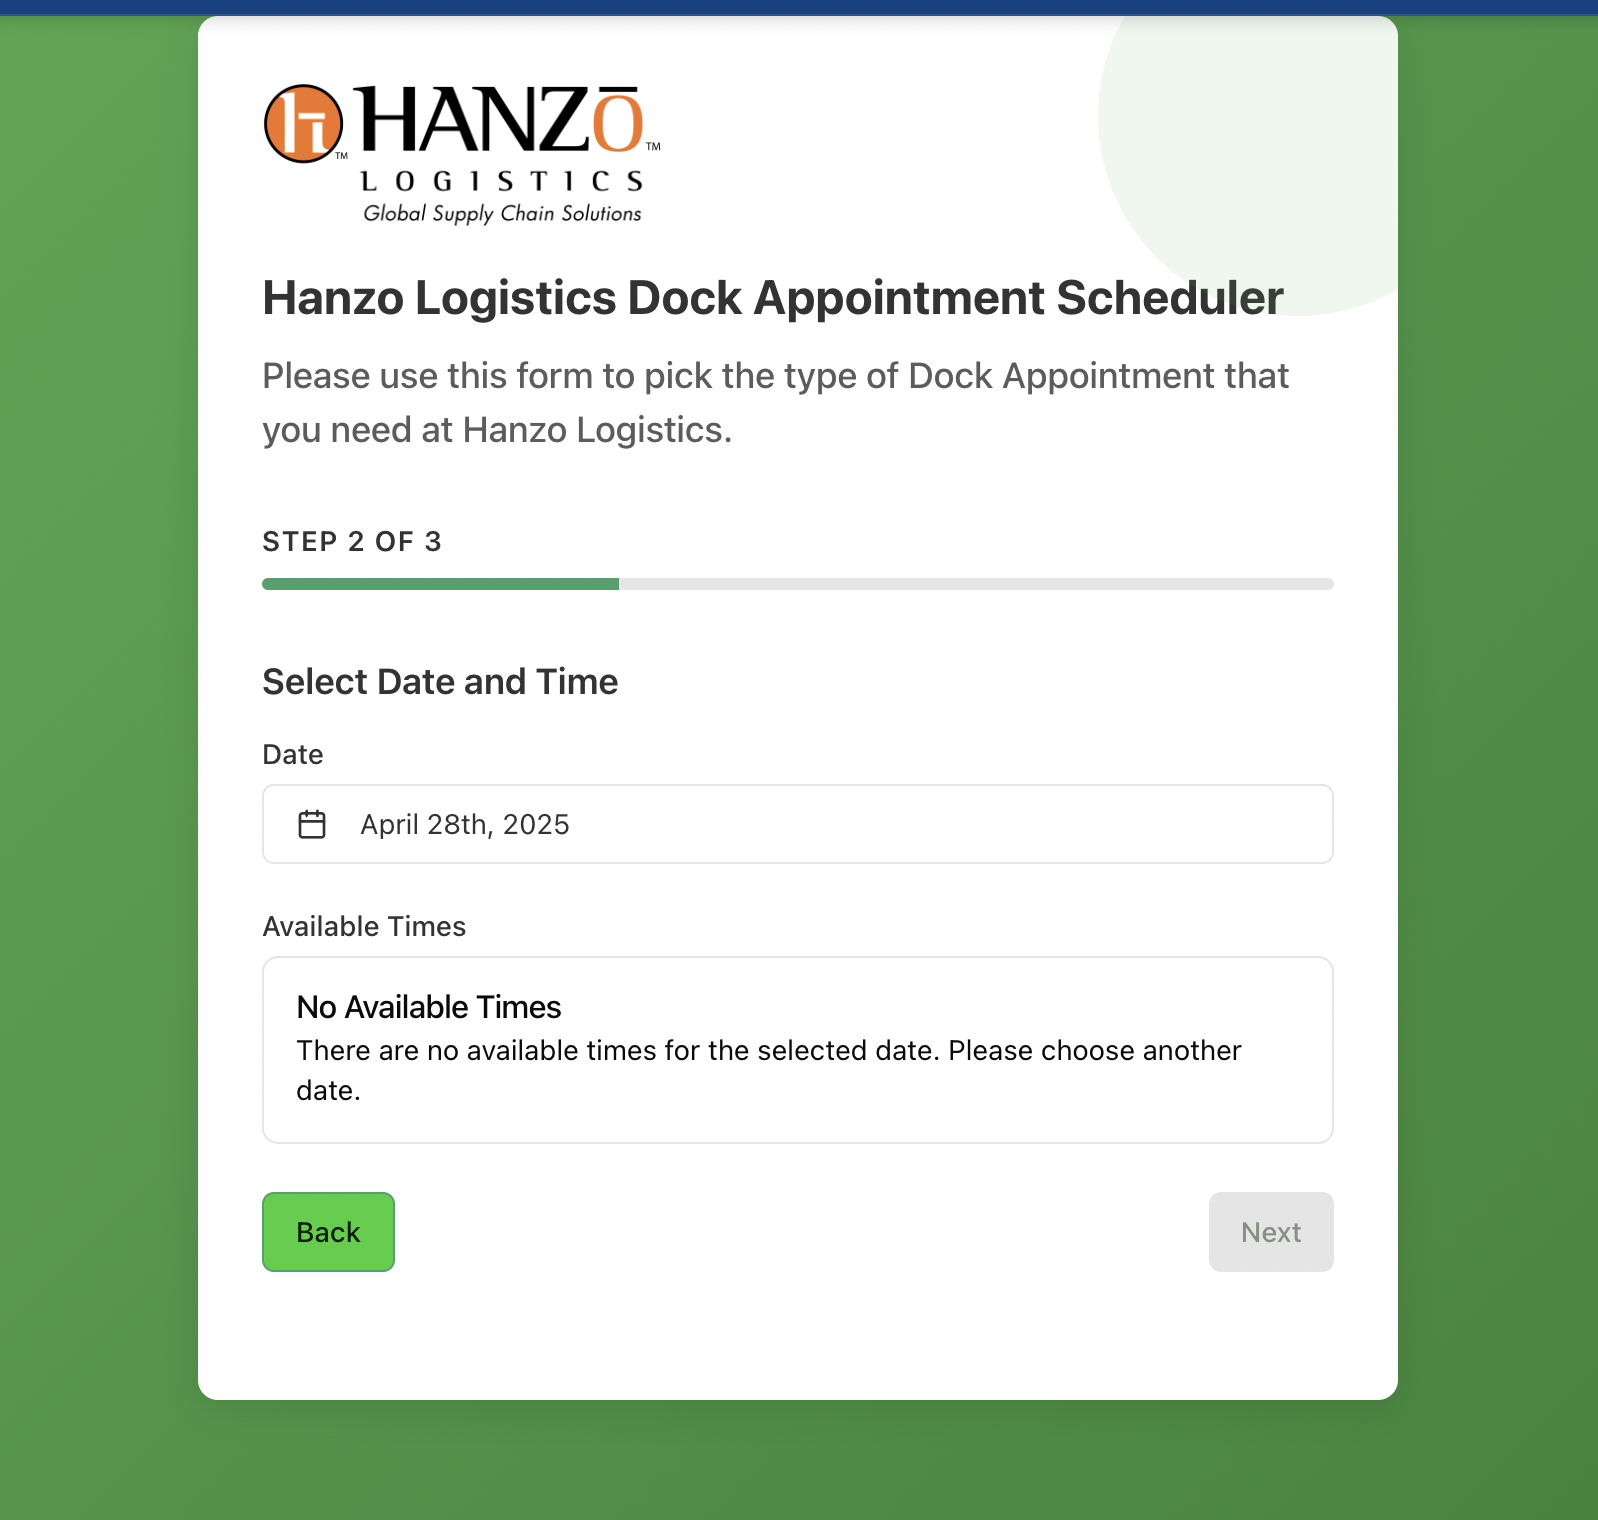 HANZō™
™
LOGISTICS
Global Supply Chain Solutions
Hanzo Logistics Dock Appointment Scheduler
Please use this form to pick the type of Dock Appointment that
you need at Hanzo Logistics.
STEP 2 OF 3
Select Date and Time
Date
April 28th, 2025
Available Times
No Available Times
There are no available times for the selected date. Please choose another
date.
Back
Next